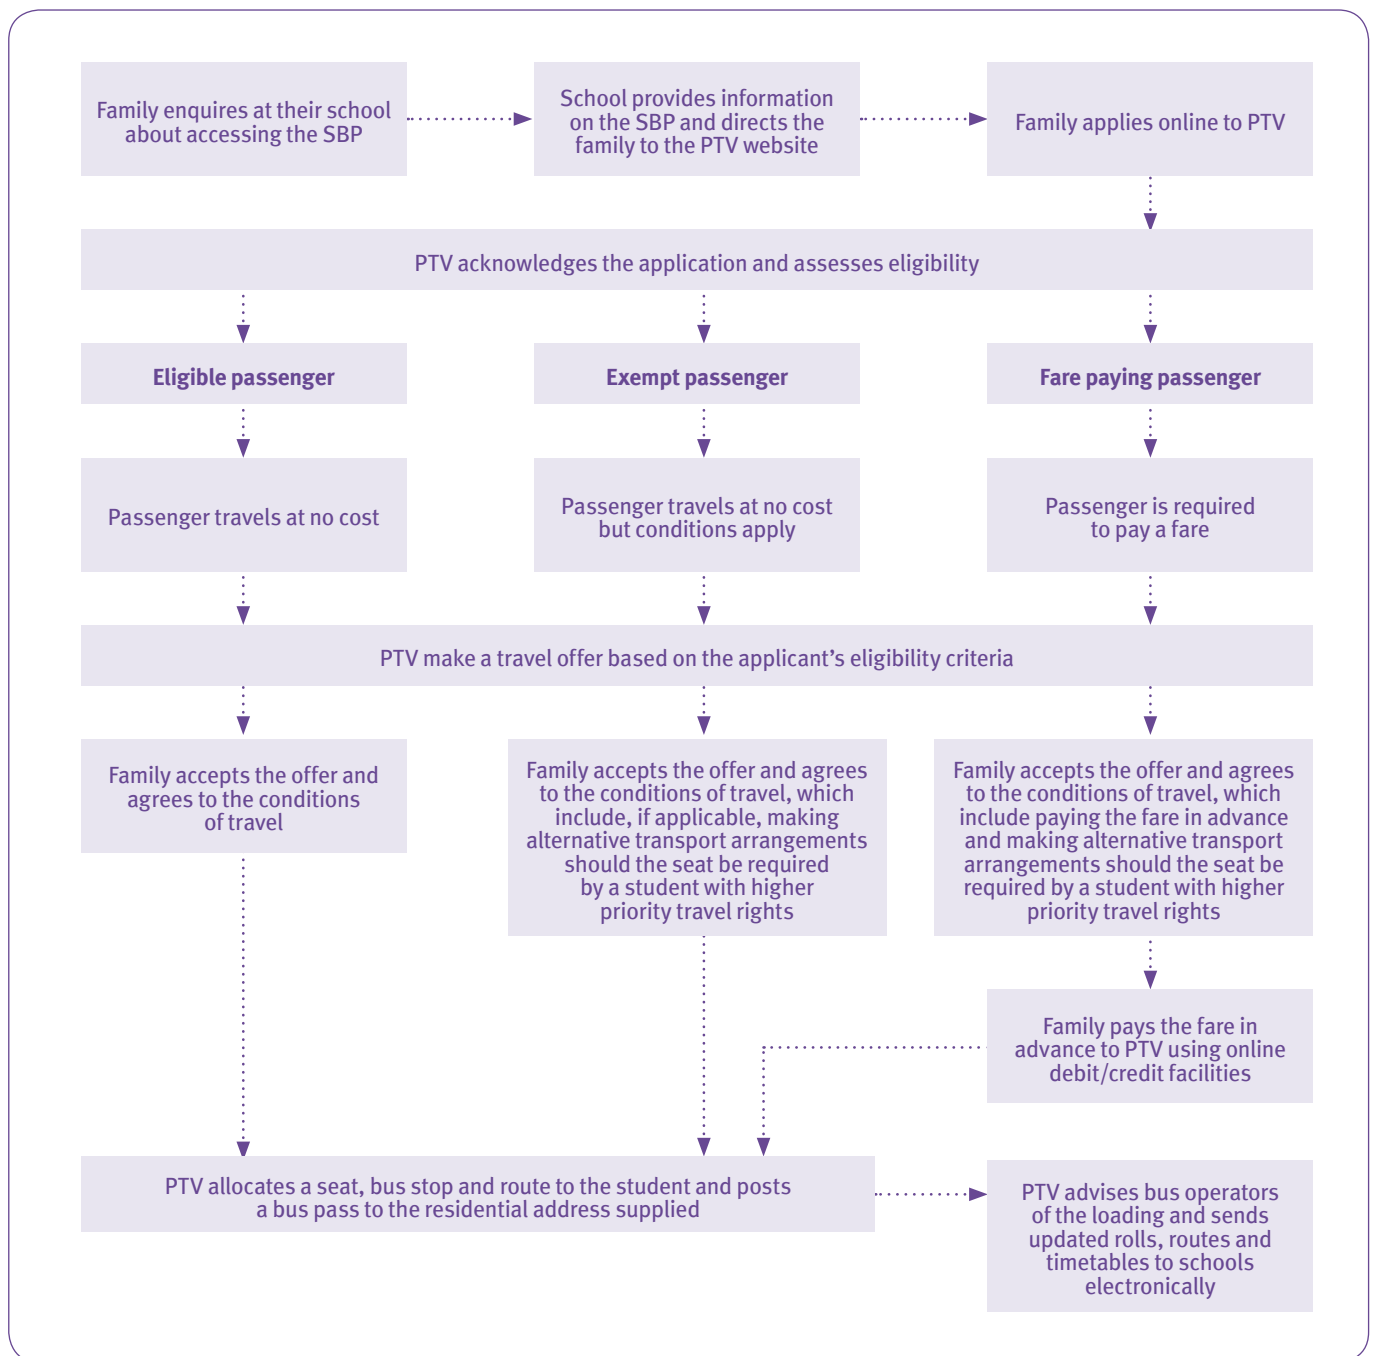 Family enquires at their school
about accessing the SBP
School provides information
on the SBP and directs the
family to the PTV website
Family applies online to PTV
PTV acknowledges the application and assesses eligibility
Eligible passenger
Exempt passenger
Fare paying passenger
Passenger travels at no cost
Passenger travels at no cost
but conditions apply
Passenger is required
to pay a fare
PTV make a travel offer based on the applicant’s eligibility criteria
Family accepts the offer and
agrees to the conditions
of travel
Family accepts the offer and agrees
to the conditions of travel, which
include, if applicable, making
alternative transport arrangements
should the seat be required
by a student with higher
priority travel rights
Family accepts the offer and agrees
to the conditions of travel, which
include paying the fare in advance
and making alternative transport
arrangements should the seat be
required by a student with higher
priority travel rights
Family pays the fare in
advance to PTV using online
debit/credit facilities
PTV allocates a seat, bus stop and route to the student and posts
a bus pass to the residential address supplied
PTV advises bus operators
of the loading and sends
updated rolls, routes and
timetables to schools
electronically